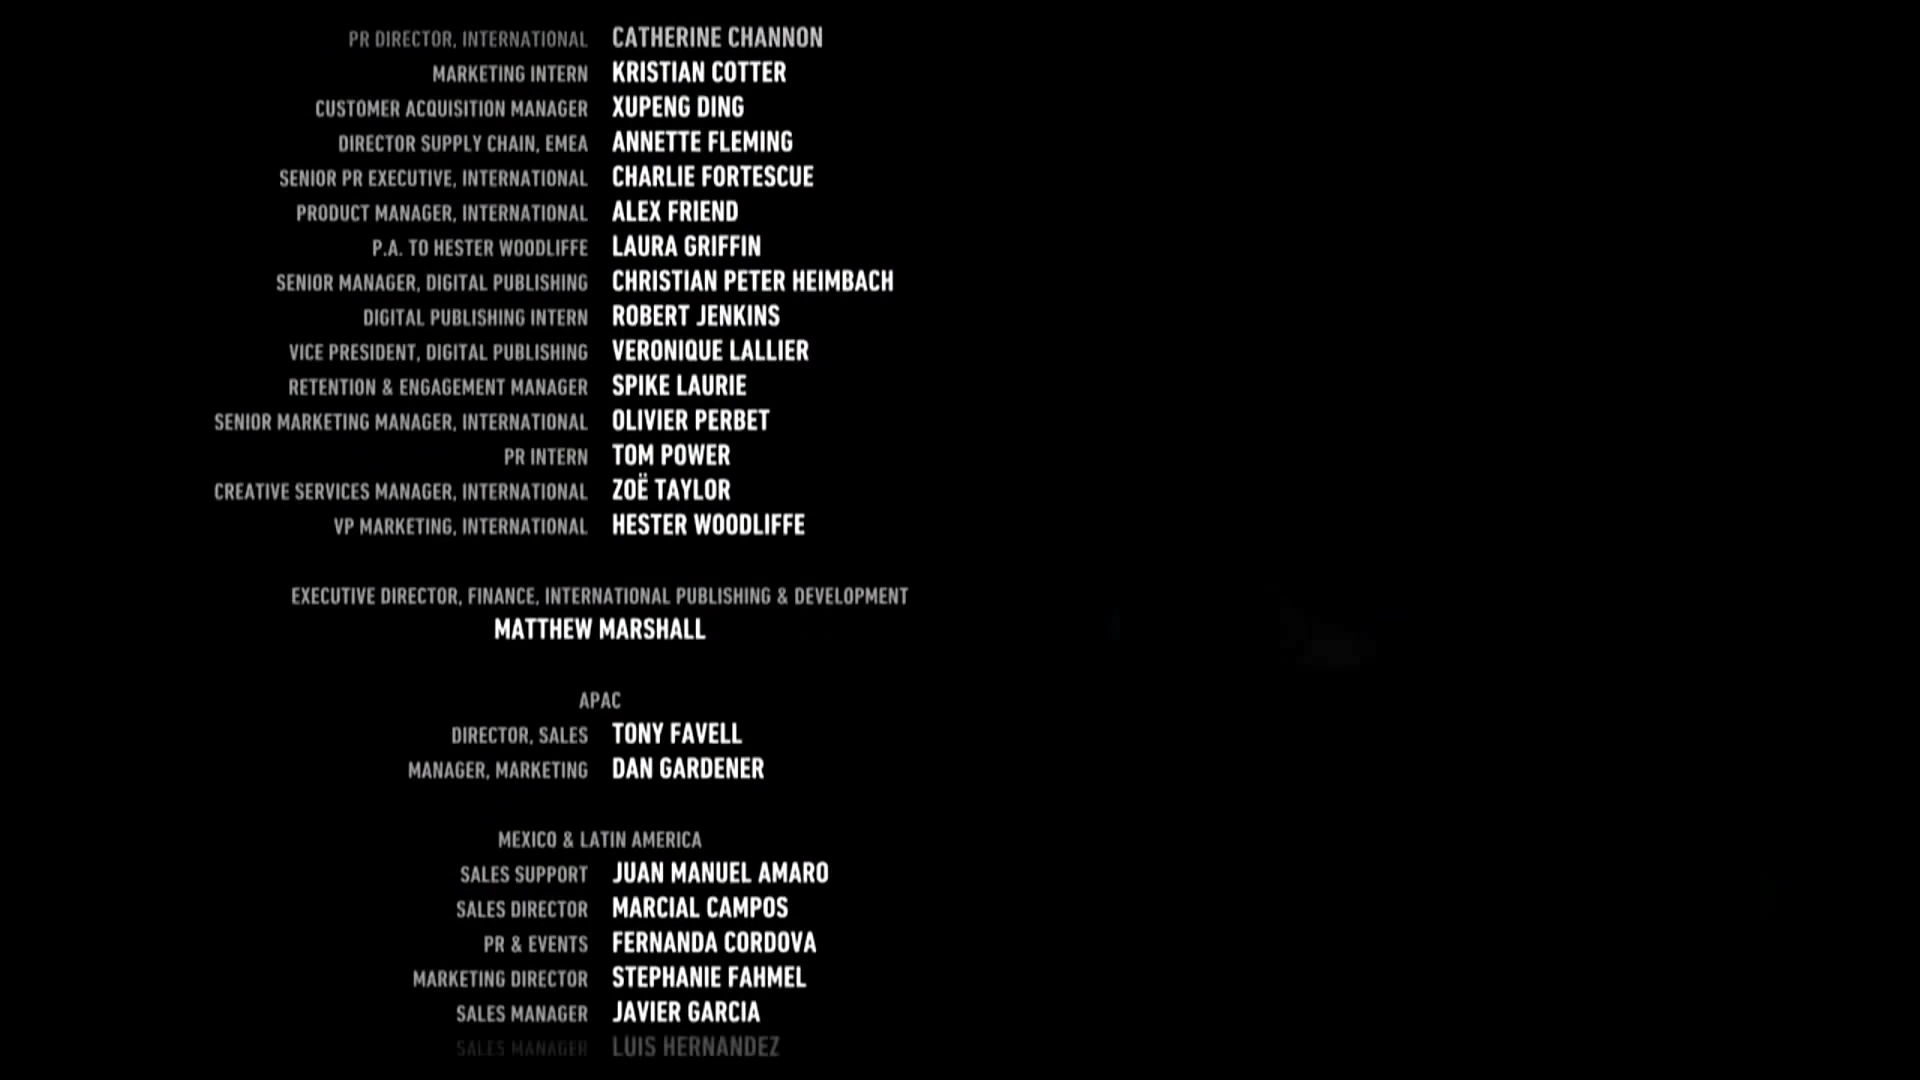 PR DIRECTOR, INTERNATIONAL CATHERINE CHANNON
MARKETING INTERN KRISTIAN COTTER
CUSTOMER ACQUISITION MANAGER XUPENG DING
DIRECTOR SUPPLY CHAIN, EMEA ANNETTE FLEMING
SENIOR PR EXECUTIVE, INTERNATIONAL CHARLIE FORTESCUE
PRODUCT MANAGER, INTERNATIONAL ALEX FRIEND
P.A. TO HESTER WOODLIFFE LAURA GRIFFIN
SENIOR MANAGER, DIGITAL PUBLISHING CHRISTIAN PETER HEIMBACH
DIGITAL PUBLISHING INTERN ROBERT JENKINS
VICE PRESIDENT, DIGITAL PUBLISHING VERONIQUE LALLIER
RETENTION & ENGAGEMENT MANAGER SPIKE LAURIE
SENIOR MARKETING MANAGER, INTERNATIONAL OLIVIER PERBET
PR INTERN TOM POWER
CREATIVE SERVICES MANAGER, INTERNATIONAL ZOË TAYLOR
VP MARKETING, INTERNATIONAL HESTER WOODLIFFE
EXECUTIVE DIRECTOR, FINANCE, INTERNATIONAL PUBLISHING & DEVELOPMENT
MATTHEW MARSHALL
APAC
DIRECTOR, SALES TONY FAVELL
MANAGER, MARKETING DAN GARDENER
MEXICO & LATIN AMERICA
SALES SUPPORT JUAN MANUEL AMARO
SALES DIRECTOR MARCIAL CAMPOS
PR & EVENTS FERNANDA CORDOVA
MARKETING DIRECTOR STEPHANIE FAHMEL
SALES MANAGER JAVIER GARCIA
SALES MANAGER LUIS HERNANDEZ